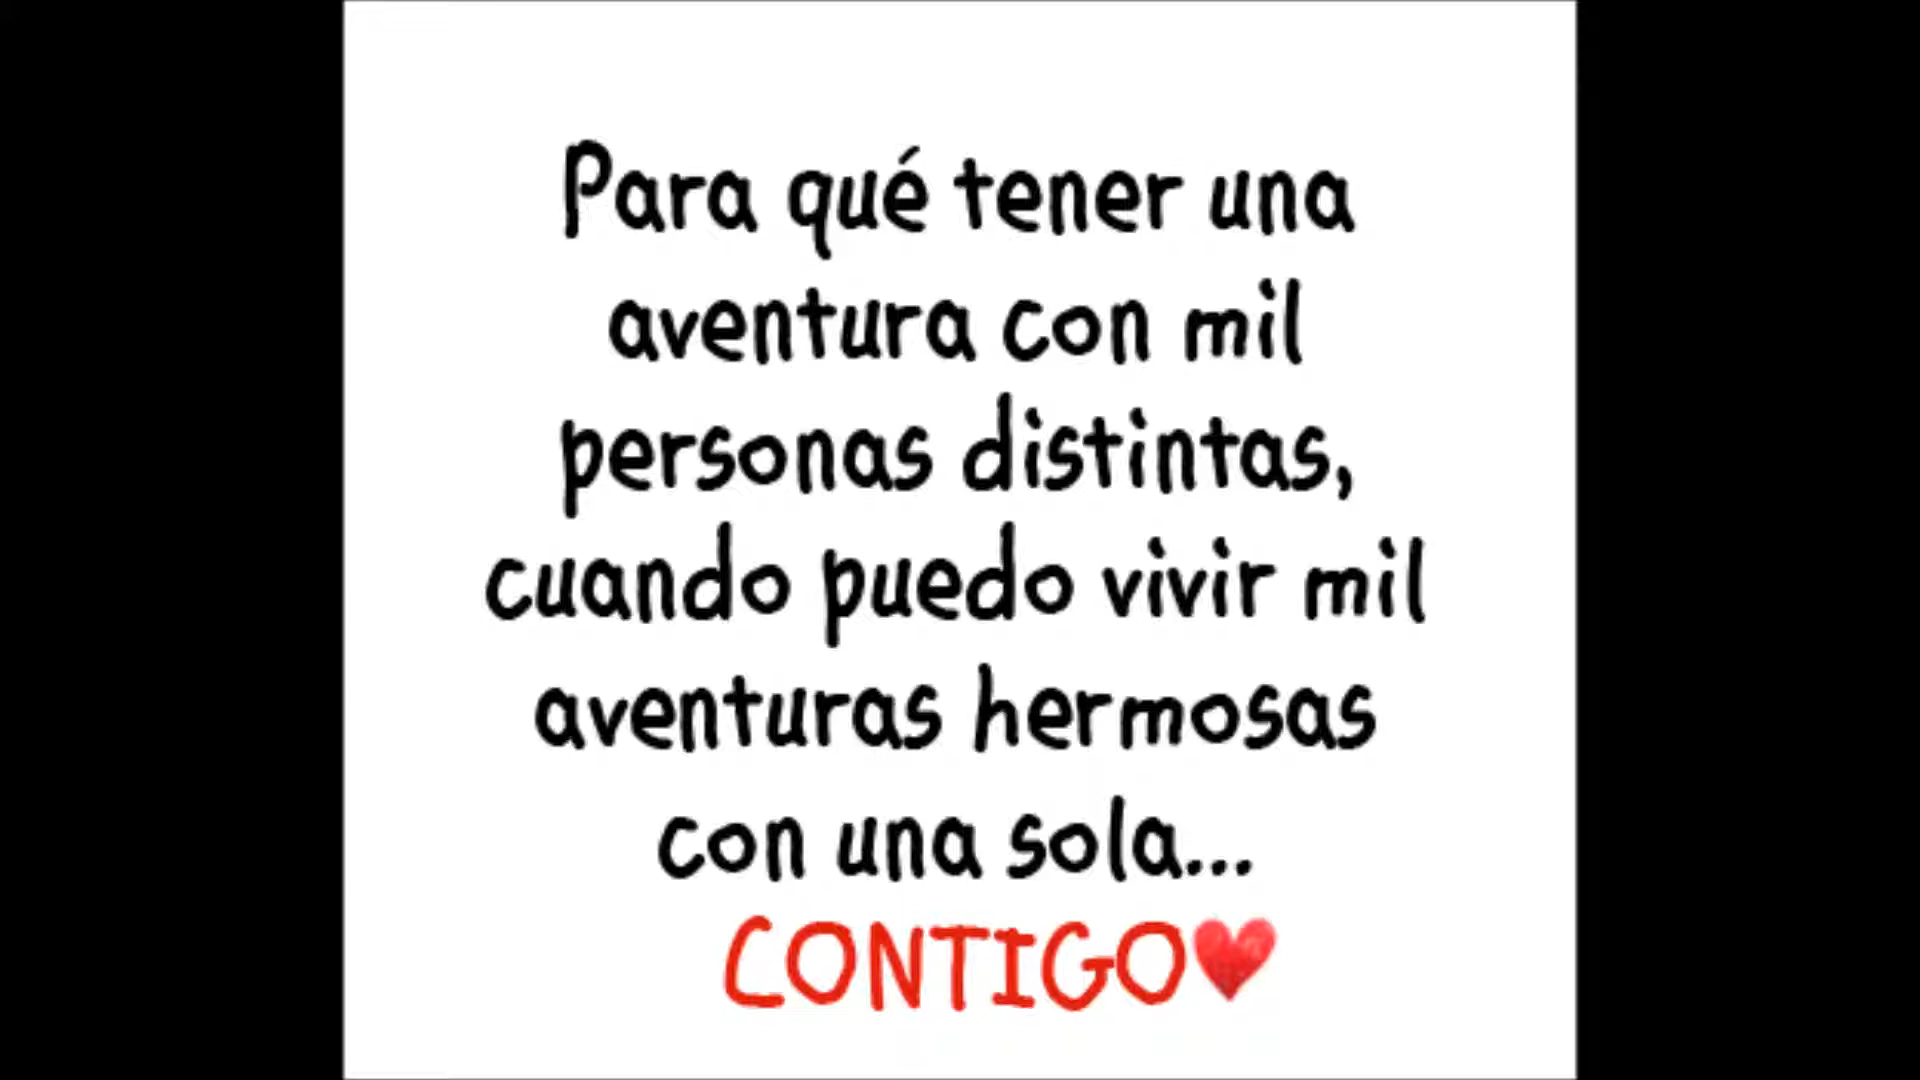 Para qué tener una
aventura con mil
personas distintas,
cuando puedo vivir mil
aventuras hermosas
con una sola...
CONTIGO❤